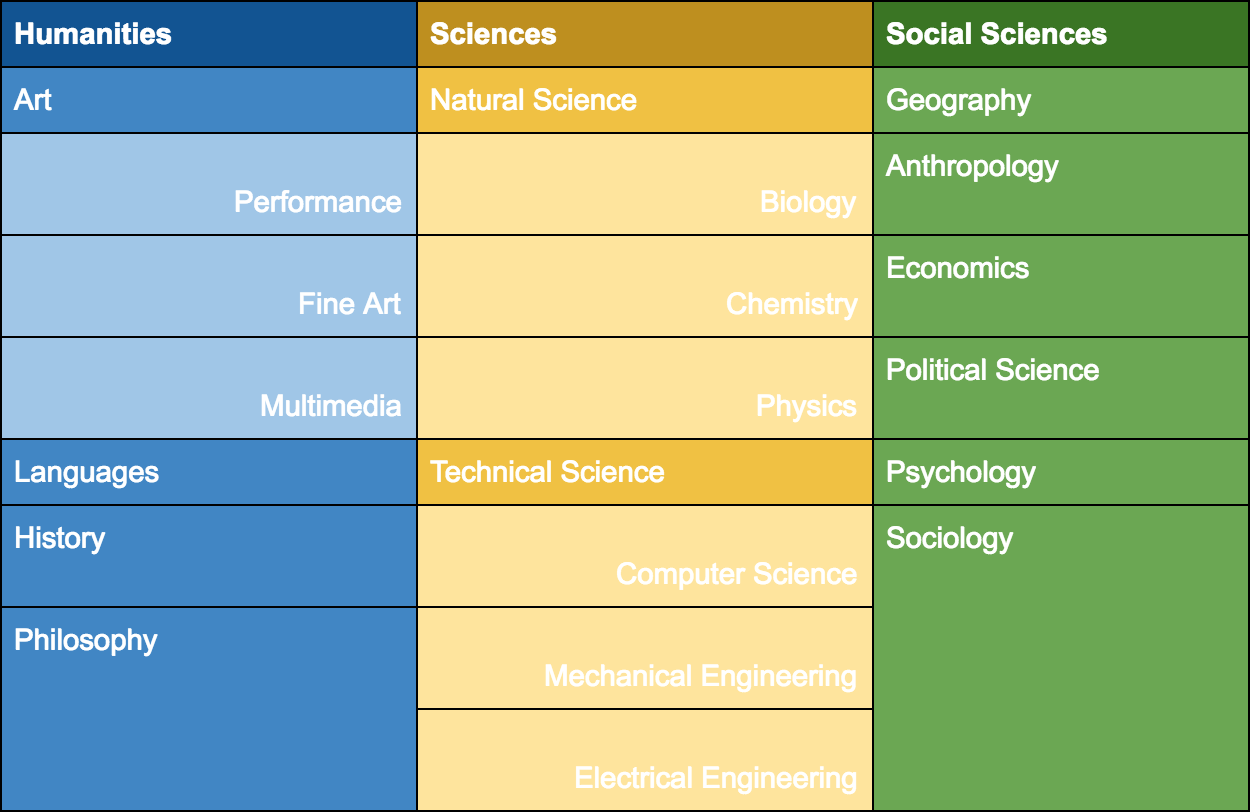 Humanities
Sciences
Social Sciences
Art
Natural Science
Geography
Performance
Biology
Anthropology
Fine Art
Chemistry
Economics
Multimedia
Physics
Political Science
Languages
Technical Science
Psychology
History
Computer Science
Sociology
Philosophy
Mechanical Engineering
Electrical Engineering